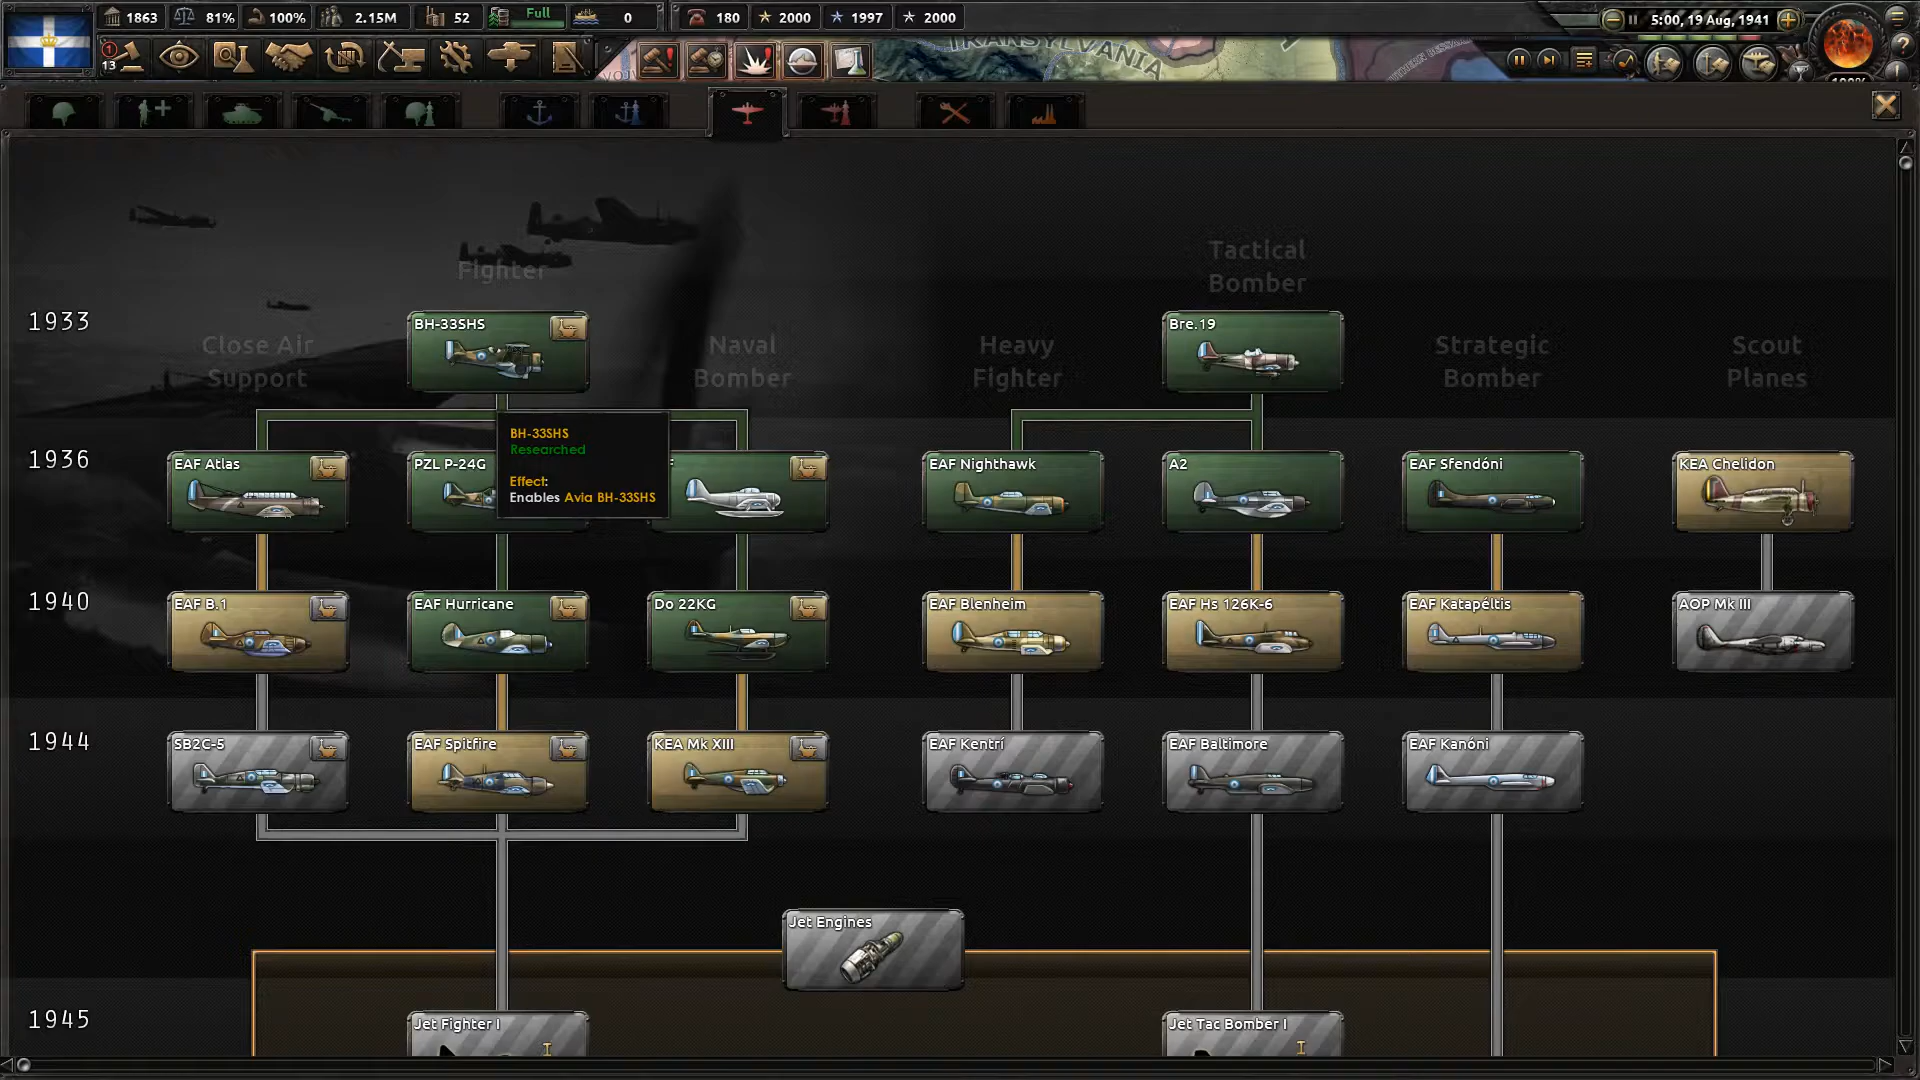 1863
81%
100%
2.15M
52
Full
0
180
2000
1997
2000
5:00, 19 Aug, 1941
1
13
TRANSYLVANIA
100%
Fighter
Tactical
Bomber
1933
BH-33SHS
Bre.19
Close Air
Support
Naval
Bomber
Heavy
Fighter
Strategic
Bomber
Scout
Planes
BH-33SHS
Researched
Effect:
Enables Avia BH-33SHS
1936
EAF Atlas
PZL P-24G
EAF Nighthawk
A2
EAF Sfendóni
KEA Chelidon
1940
EAF B.1
EAF Hurricane
Do 22KG
EAF Blenheim
EAF Hs 126K-6
EAF Katapéltis
AOP Mk III
1944
SB2C-5
EAF Spitfire
KEA Mk XIII
EAF Kentrí
EAF Baltimore
EAF Kanóni
Jet Engines
1945
Jet Fighter I
I
Jet Tac Bomber I
I